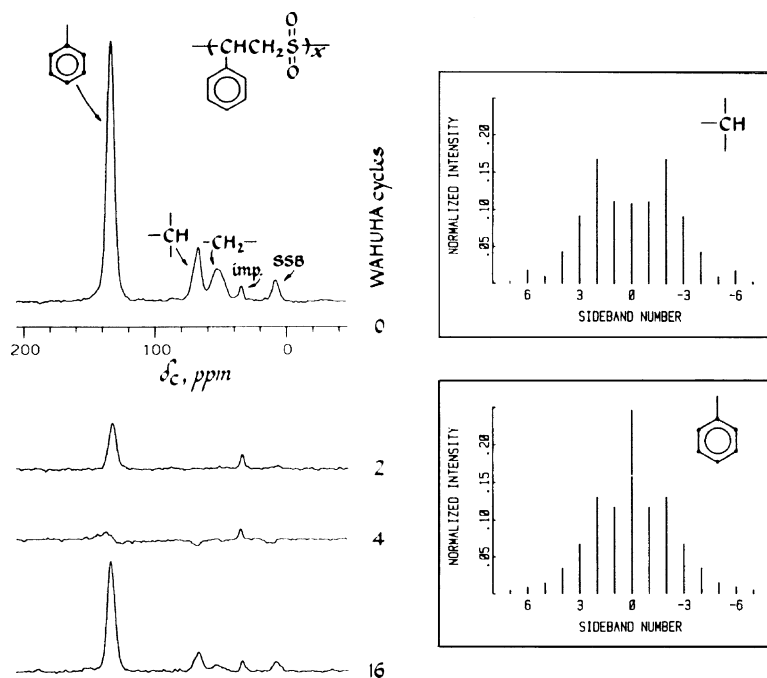 O
—(CHCH₂S)x—
O
—CH
-CH₂—
imp.
SSB
WAHUHA cycles
0
200 100 0
δC, ppm
2
4
16
NORMALIZED INTENSITY
.05 .10 .15 .20
—CH
6 3 0 -3 -6
SIDEBAND NUMBER
NORMALIZED INTENSITY
.05 .10 .15 .20
6 3 0 -3 -6
SIDEBAND NUMBER